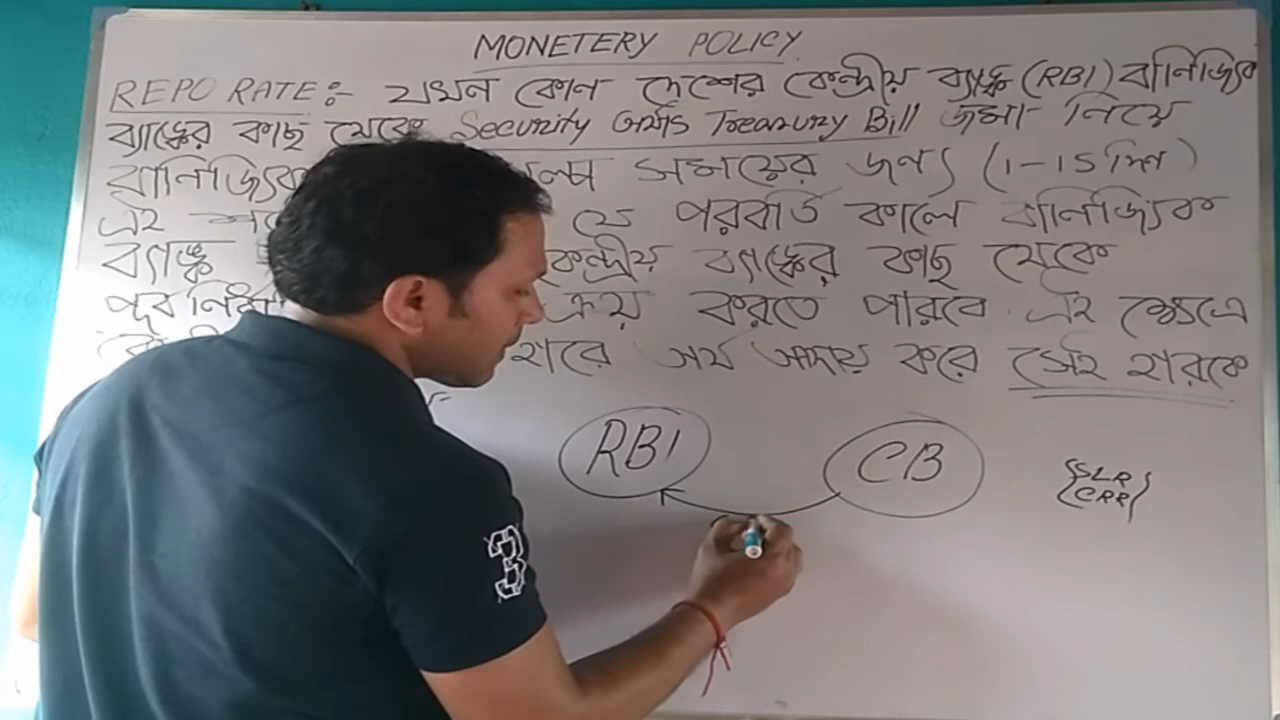 MONETERY POLICY
REPO RATE:- যখন কোন দেশের কেন্দ্রীয় ব্যাঙ্ক (RBI) বানিজ্যিক
ব্যাঙ্কের কাছ থেকে Security অর্থাৎ Treasury Bill জমা নিয়ে
বানিজ্যিক সময়ের জন্য (1-15 দিন)
এই যে পরবর্তি কালে বানিজ্যিক
ব্যাঙ্ক কেন্দ্রীয় ব্যাঙ্কের কাছ থেকে
পূর্ব ক্রয় করতে পারবে এই ক্ষেত্রে
হারে অর্থ আদায় করে সেই হারকে
RBI CB SLR
CRR
3